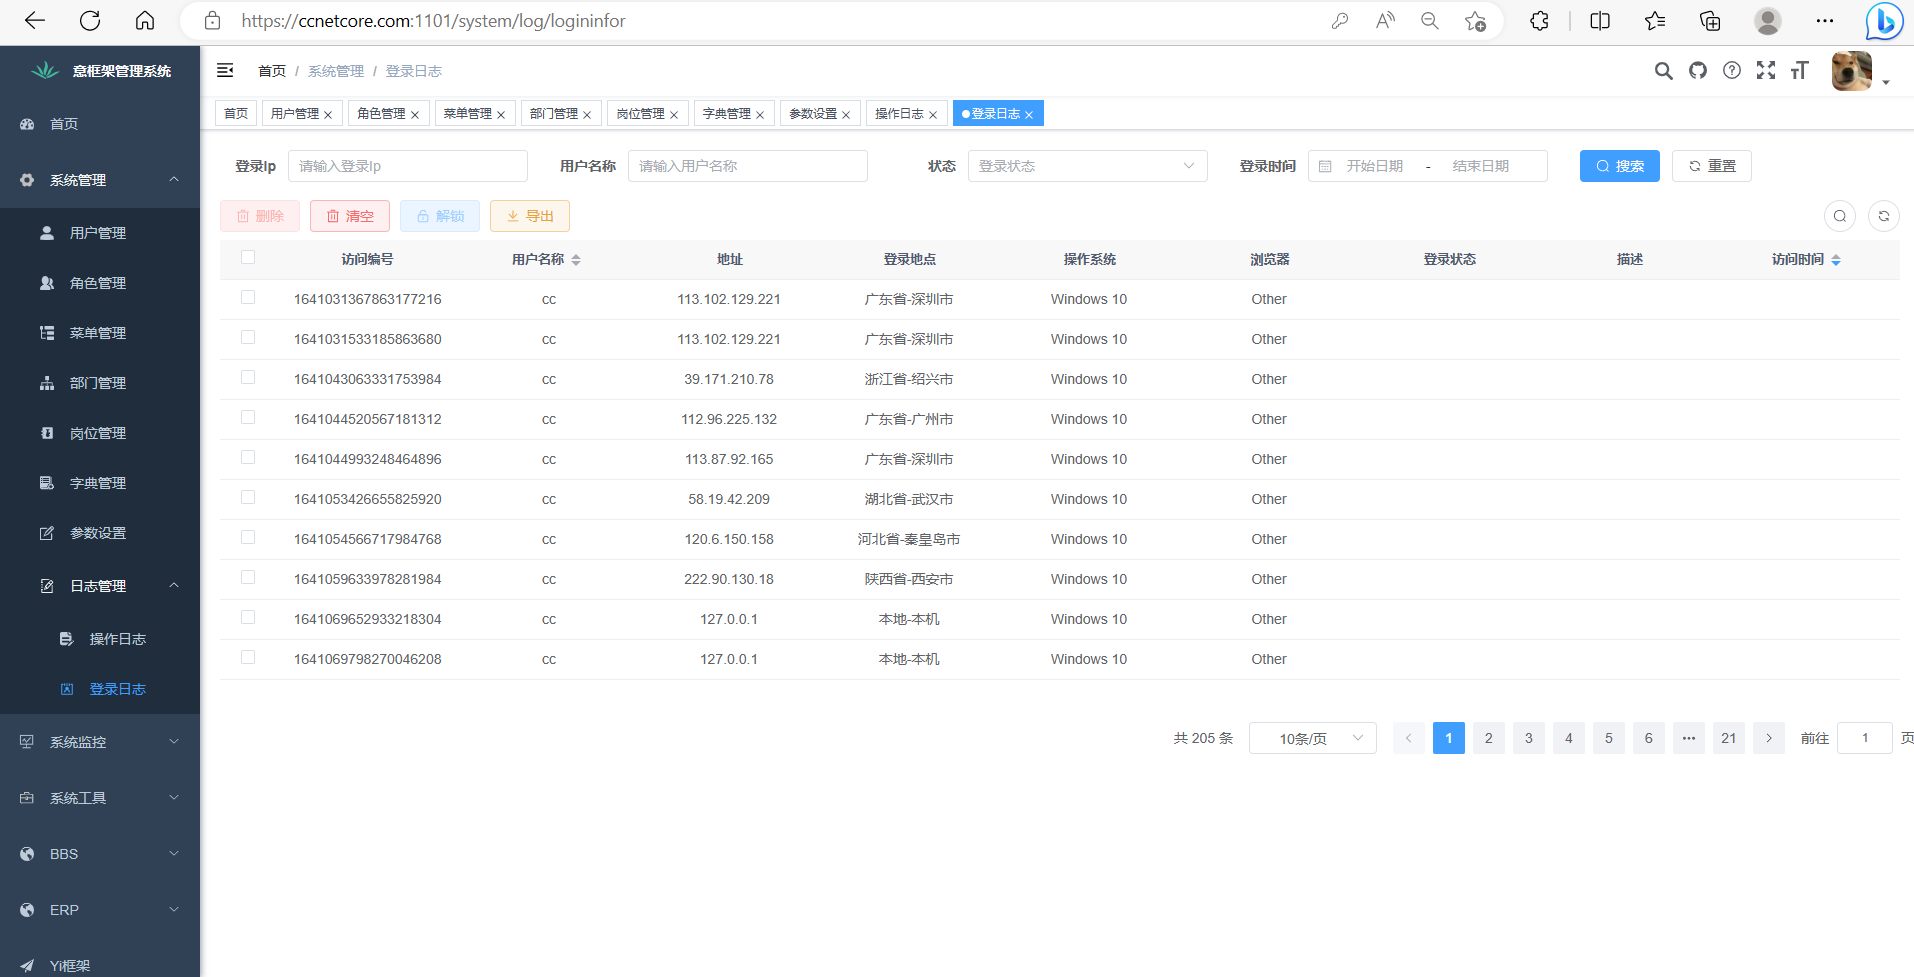 https://ccnetcore.com:1101/system/log/logininfor
意框架管理系统
首页 / 系统管理 / 登录日志
首页 用户管理 角色管理 菜单管理 部门管理 岗位管理 字典管理 参数设置 操作日志 登录日志
首页
系统管理
用户管理
角色管理
菜单管理
部门管理
岗位管理
字典管理
参数设置
日志管理
操作日志
登录日志
系统监控
系统工具
BBS
ERP
Yi框架
登录Ip 请输入登录Ip 用户名称 请输入用户名称 状态 登录状态 登录时间 开始日期 - 结束日期 搜索 重置
删除 清空 解锁 导出
访问编号 用户名称 地址 登录地点 操作系统 浏览器 登录状态 描述 访问时间
1641031367863177216 cc 113.102.129.221 广东省-深圳市 Windows 10 Other
1641031533185863680 cc 113.102.129.221 广东省-深圳市 Windows 10 Other
1641043063331753984 cc 39.171.210.78 浙江省-绍兴市 Windows 10 Other
1641044520567181312 cc 112.96.225.132 广东省-广州市 Windows 10 Other
1641044993248464896 cc 113.87.92.165 广东省-深圳市 Windows 10 Other
1641053426655825920 cc 58.19.42.209 湖北省-武汉市 Windows 10 Other
1641054566717984768 cc 120.6.150.158 河北省-秦皇岛市 Windows 10 Other
1641059633978281984 cc 222.90.130.18 陕西省-西安市 Windows 10 Other
1641069652933218304 cc 127.0.0.1 本地-本机 Windows 10 Other
1641069798270046208 cc 127.0.0.1 本地-本机 Windows 10 Other
共 205 条 10条/页 1 2 3 4 5 6 ··· 21 前往 1 页